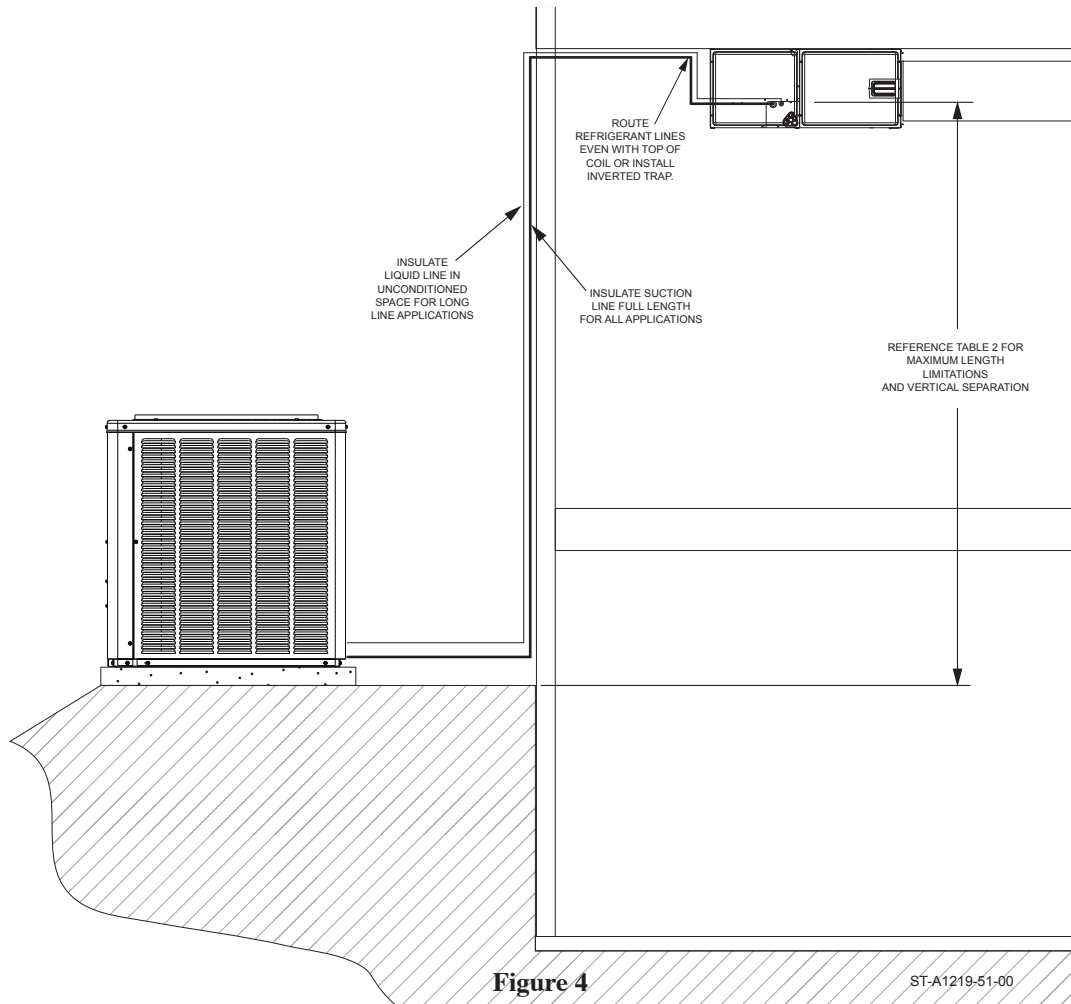 ROUTE
REFRIGERANT LINES
EVEN WITH TOP OF
COIL OR INSTALL
INVERTED TRAP.
INSULATE
LIQUID LINE IN
UNCONDITIONED
SPACE FOR LONG
LINE APPLICATIONS
INSULATE SUCTION
LINE FULL LENGTH
FOR ALL APPLICATIONS
REFERENCE TABLE 2 FOR
MAXIMUM LENGTH
LIMITATIONS
AND VERTICAL SEPARATION
Figure 4
ST-A1219-51-00